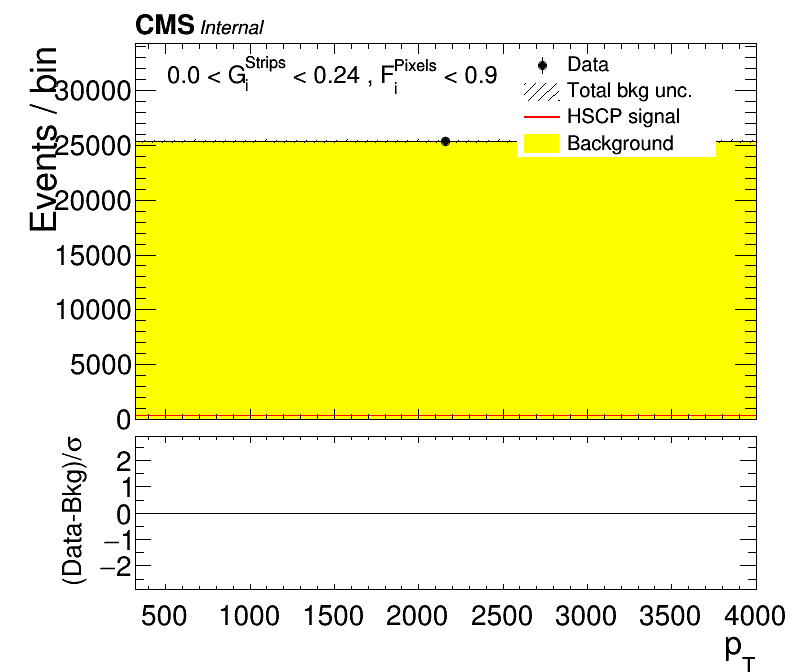 CMS Internal
0.0 < G_i^Strips < 0.24 , F_i^Pixels < 0.9
Data
Total bkg unc.
HSCP signal
Background
Events / bin
30000
25000
20000
15000
10000
5000
0
(Data-Bkg)/σ
2
1
0
−1
−2
500 1000 1500 2000 2500 3000 3500 4000
p_T